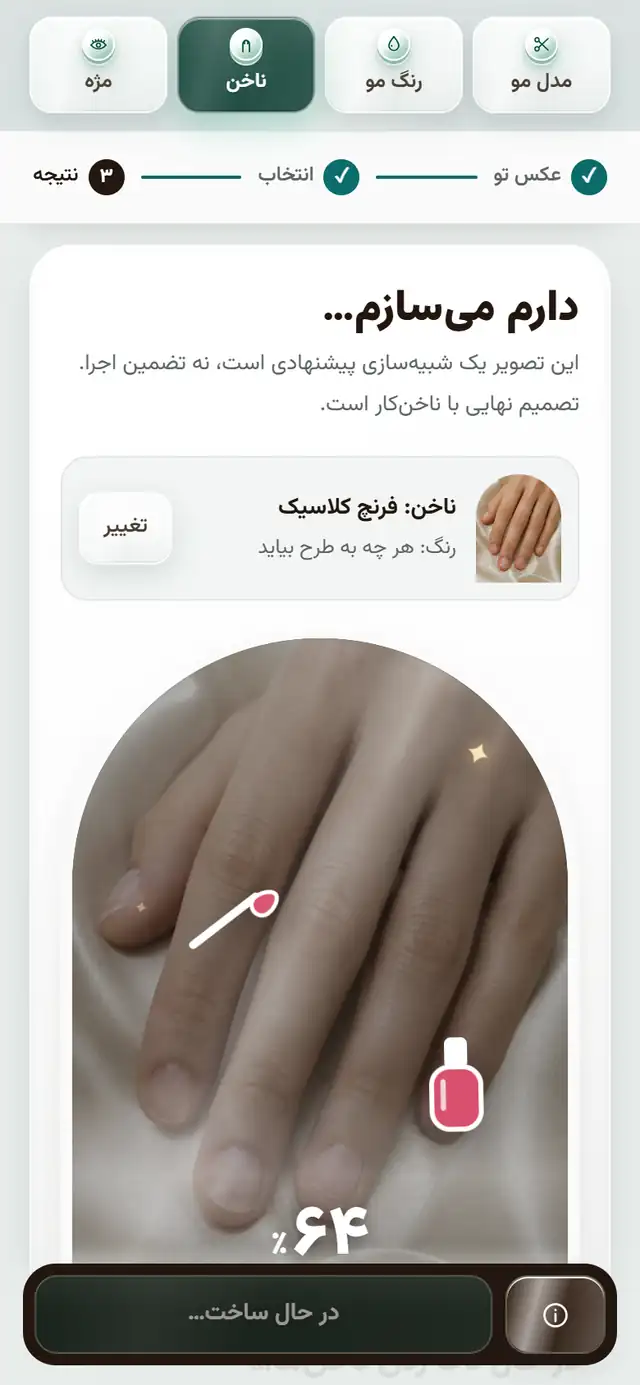 مدل مو
رنگ مو
ناخن
مژه
عکس تو
انتخاب
۳ نتیجه
دارم می‌سازم...
این تصویر یک شبیه‌سازی پیشنهادی است، نه تضمین اجرا.
تصمیم نهایی با ناخن‌کار است.
ناخن: فرنچ کلاسیک
رنگ: هر چه به طرح بیاید
تغییر
۶۴٪
در حال ساخت...